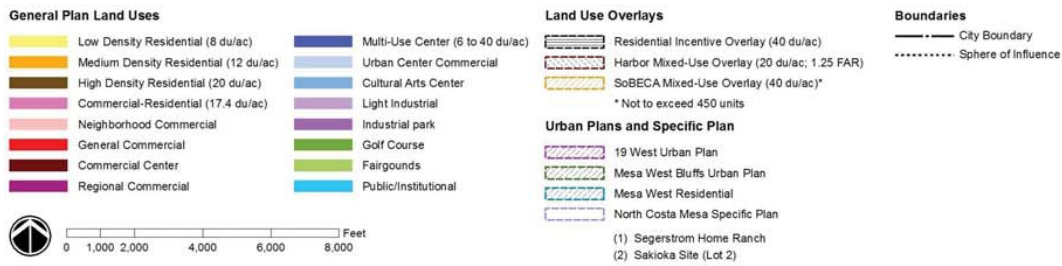 General Plan Land Uses
Low Density Residential (8 du/ac)
Medium Density Residential (12 du/ac)
High Density Residential (20 du/ac)
Commercial-Residential (17.4 du/ac)
Neighborhood Commercial
General Commercial
Commercial Center
Regional Commercial
Multi-Use Center (6 to 40 du/ac)
Urban Center Commercial
Cultural Arts Center
Light Industrial
Industrial park
Golf Course
Fairgounds
Public/Institutional
0 1,000 2,000 4,000 6,000 8,000
Feet
Land Use Overlays
Residential Incentive Overlay (40 du/ac)
Harbor Mixed-Use Overlay (20 du/ac; 1.25 FAR)
SoBECA Mixed-Use Overlay (40 du/ac)*
* Not to exceed 450 units
Urban Plans and Specific Plan
19 West Urban Plan
Mesa West Bluffs Urban Plan
Mesa West Residential
North Costa Mesa Specific Plan
(1) Segerstrom Home Ranch
(2) Sakioka Site (Lot 2)
Boundaries
City Boundary
Sphere of Influence